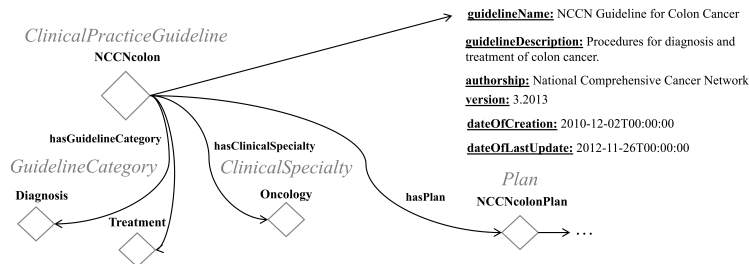 guidelineName: NCCN Guideline for Colon Cancer
ClinicalPracticeGuideline
NCCNcolon
guidelineDescription: Procedures for diagnosis and
treatment of colon cancer.
authorship: National Comprehensive Cancer Network
version: 3.2013
dateOfCreation: 2010-12-02T00:00:00
dateOfLastUpdate: 2012-11-26T00:00:00
hasGuidelineCategory
hasClinicalSpecialty
GuidelineCategory
ClinicalSpecialty
Plan
Diagnosis
Oncology
hasPlan
NCCNcolonPlan
Treatment
...